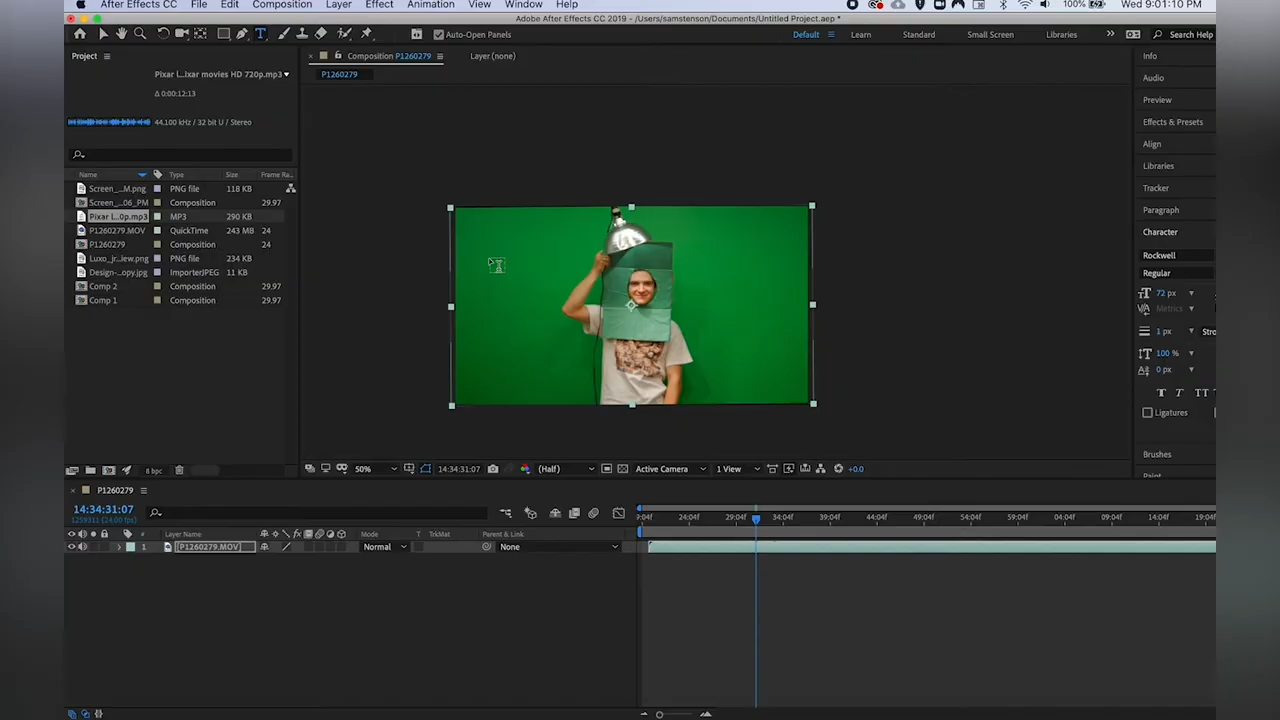 After Effects CC File Edit Composition Layer Effect Animation View Window Help 100% Wed 9:01:10 PM
Adobe After Effects CC 2019 - /Users/samstenson/Documents/Untitled Project.aep *
Auto-Open Panels Default Learn Standard Small Screen Libraries Search Help
Project Composition P1260279 Layer (none) Info
Pixar l...ixar movies HD 720p.mp3 P1260279 Audio
Δ 0:00:12:13
Preview
44.100 kHz / 32 bit U / Stereo Effects & Presets
Align
Libraries
Name Type Size Frame Ra...
Screen_...M.png PNG file 118 KB Tracker
Screen_...06_PM Composition 29.97
Pixar l...0p.mp3 MP3 290 KB Paragraph
P1260279.MOV QuickTime 243 MB 24 Character
P1260279 Composition 24
Luxo_jr...iew.png PNG file 234 KB Rockwell
Design-...opy.jpg ImporterJPEG 11 KB Regular
Comp 2 Composition 29.97 72 px
Comp 1 Composition 29.97 Metrics
1 px Stro
100 %
0 px
T T TT
Ligatures
Brushes
8 bpc 50% 14:34:31:07 (Half) Active Camera 1 View +0.0 Paint
P1260279
14:34:31:07
1259311 (24.00 fps)
9:04f 24:04f 29:04f 34:04f 39:04f 44:04f 49:04f 54:04f 59:04f 04:04f 09:04f 14:04f 19:04f
# Layer Name Mode T TrkMat Parent & Link
1 [P1260279.MOV] Normal None